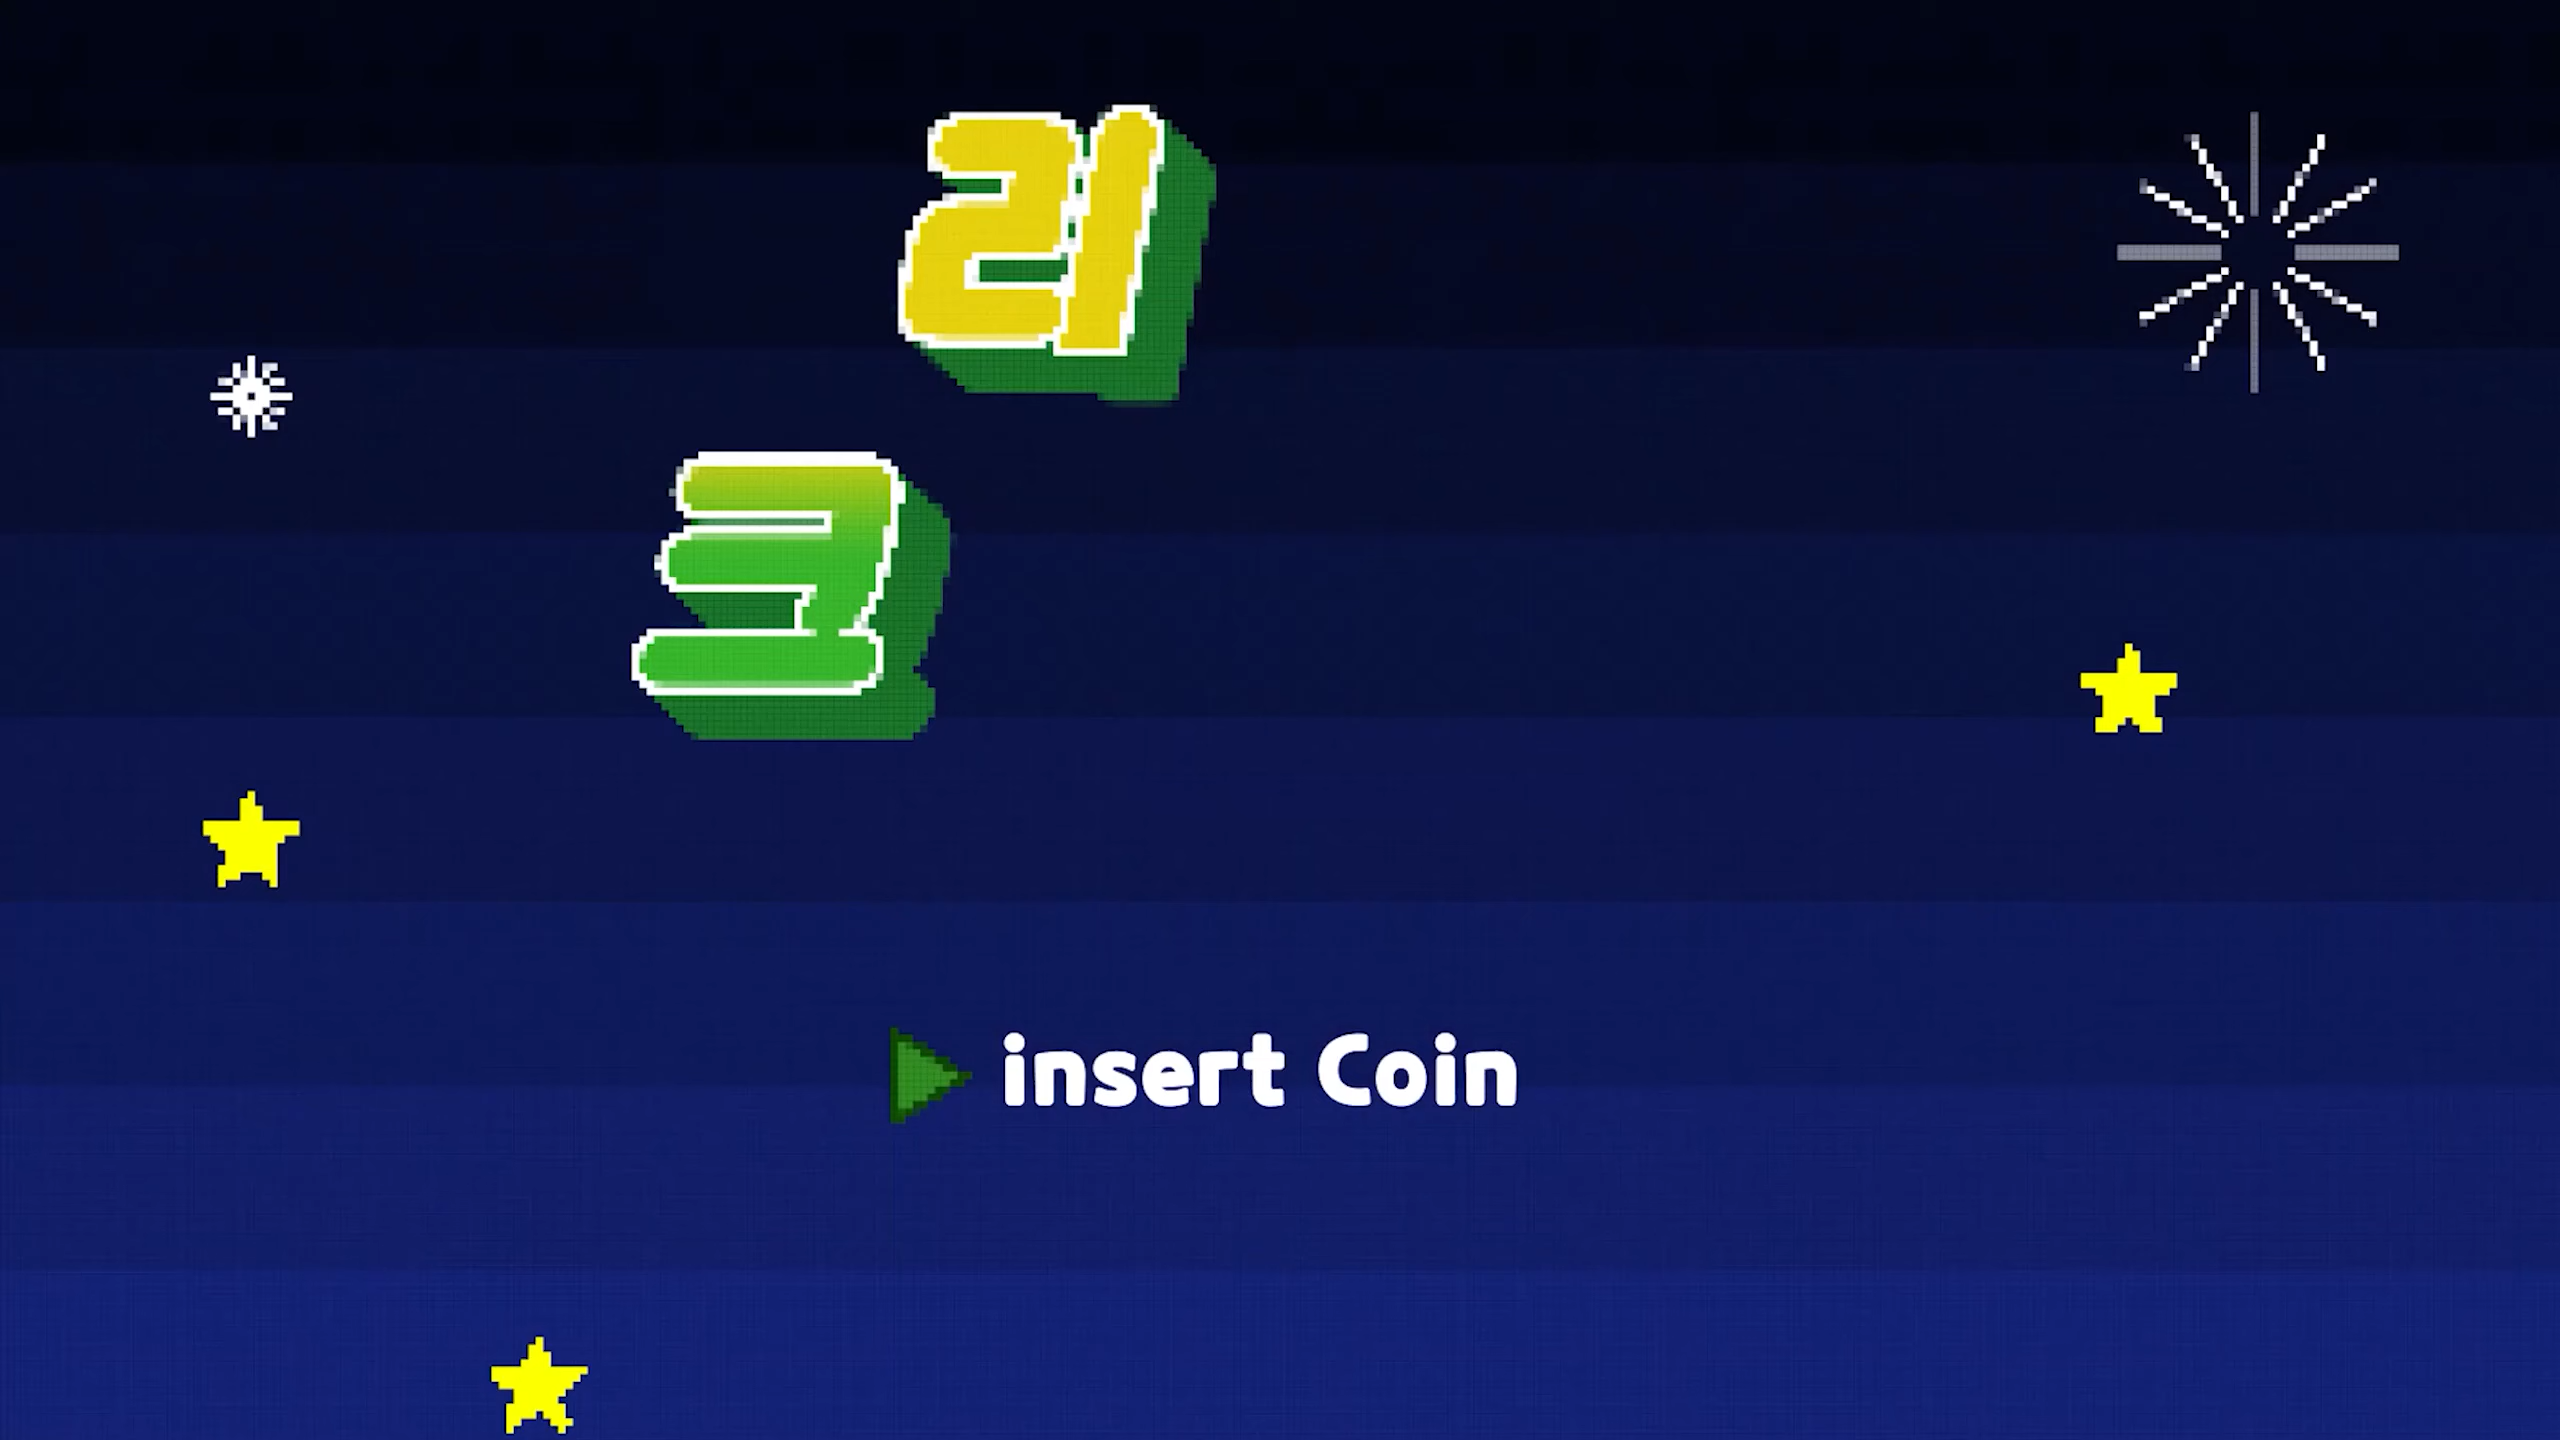 리
크
insert Coin